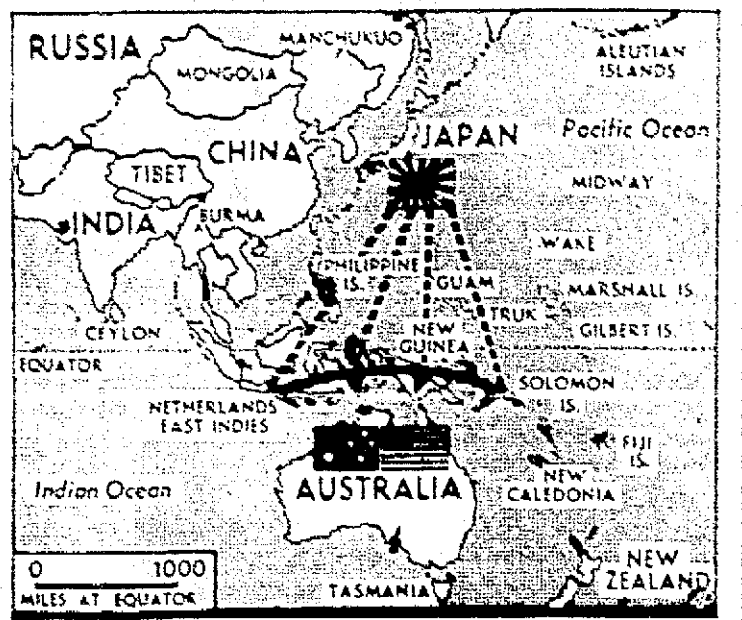 RUSSIA
MANCHUKUO
MONGOLIA
ALEUTIAN
ISLANDS
CHINA
JAPAN
Pacific Ocean
TIBET
MIDWAY
INDIA
BURMA
WAKE
PHILIPPINE
IS.
GUAM
MARSHALL IS.
TRUK
CEYLON
NEW
GUINEA
GILBERT IS.
EQUATOR
SOLOMON
IS.
NETHERLANDS
EAST INDIES
FIJI
IS.
Indian Ocean
AUSTRALIA
NEW
CALEDONIA
0 1000
MILES AT EQUATOR
TASMANIA
NEW
ZEALAND